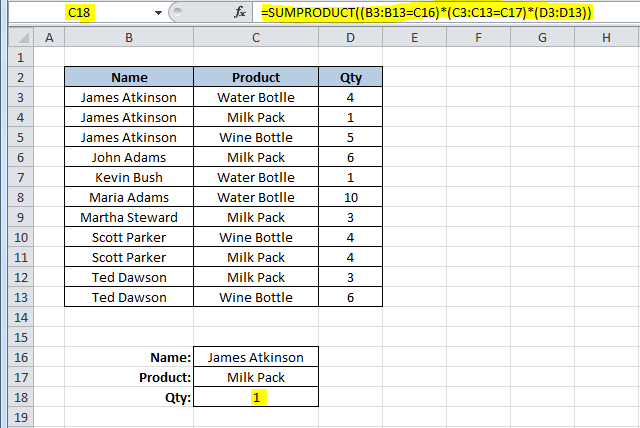 C18 fx =SUMPRODUCT((B3:B13=C16)*(C3:C13=C17)*(D3:D13))
A B C D E F G H
1
2 Name Product Qty
3 James Atkinson Water Botlle 4
4 James Atkinson Milk Pack 1
5 James Atkinson Wine Bottle 5
6 John Adams Milk Pack 6
7 Kevin Bush Water Botlle 1
8 Maria Adams Water Botlle 10
9 Martha Steward Milk Pack 3
10 Scott Parker Wine Bottle 4
11 Scott Parker Milk Pack 4
12 Ted Dawson Milk Pack 3
13 Ted Dawson Wine Bottle 6
14
15
16 Name: James Atkinson
17 Product: Milk Pack
18 Qty: 1
19